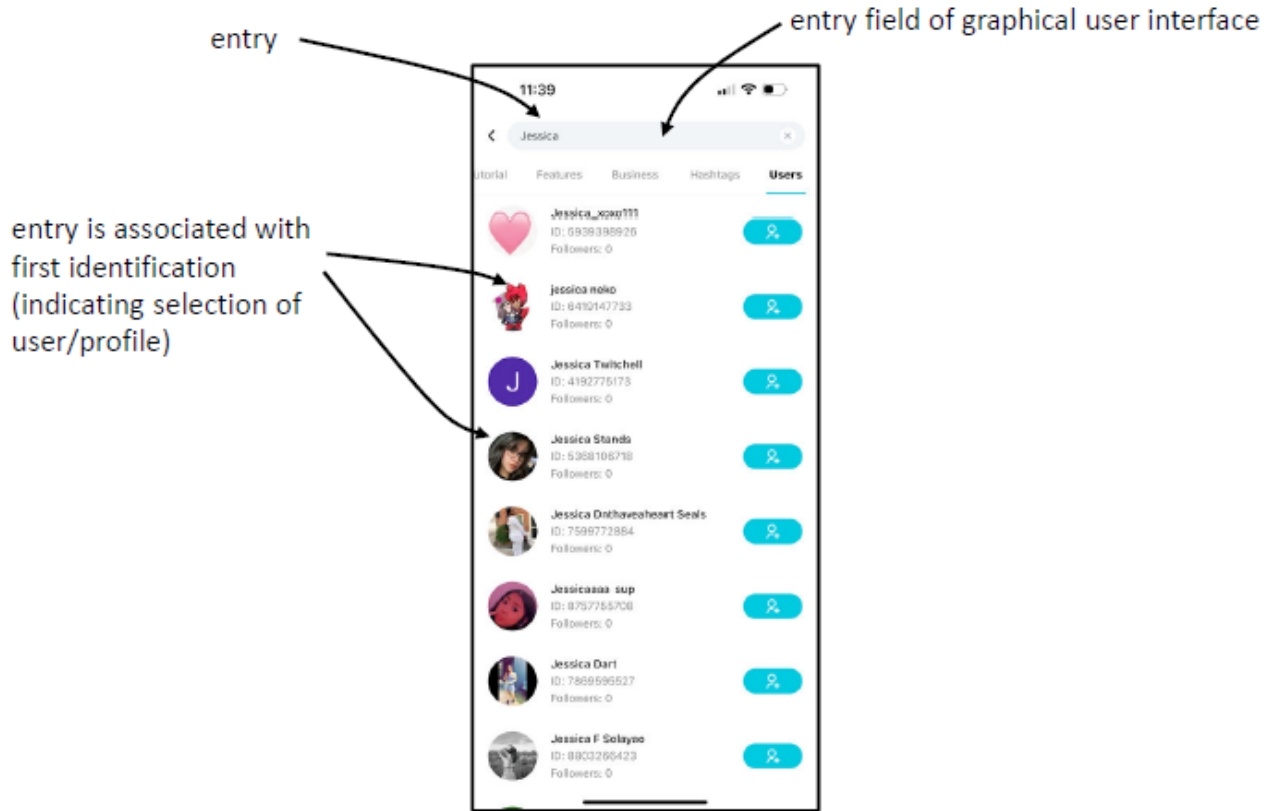 entry
entry field of graphical user interface
11:39
Jessica
utorial Features Business Hashtags Users
entry is associated with
first identification
(indicating selection of
user/profile)
Jessica_xoxo111
ID: 5939398926
Followers: 0
jessica neko
ID: 6419147733
Followers: 0
J
Jessica Twitchell
ID: 4192775173
Followers: 0
Jessica Stands
ID: 5368106718
Followers: 0
Jessica Dnthaveaheart Seals
ID: 7599772884
Followers: 0
Jessicaaaa sup
ID: 8757755708
Followers: 0
Jessica Dart
ID: 7869595527
Followers: 0
Jessica F Solayao
ID: 8803266423
Followers: 0